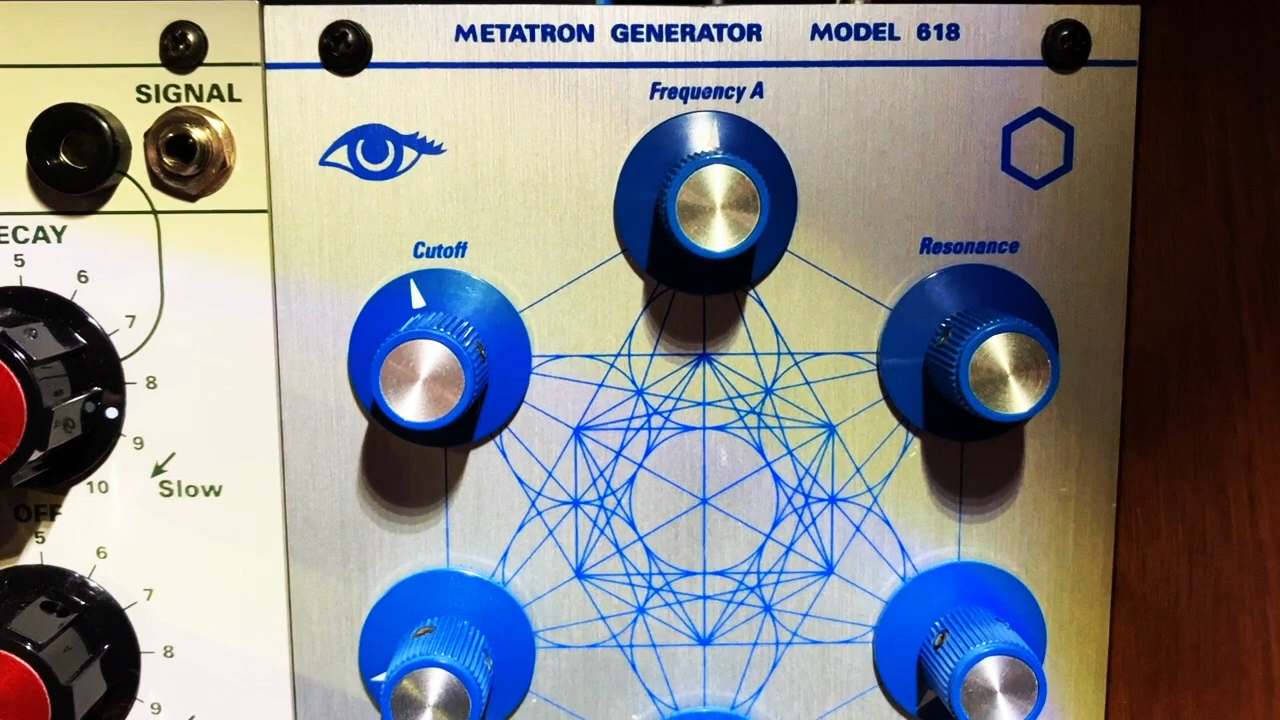 METATRON GENERATOR MODEL 618
SIGNAL
Frequency A
ECAY
Cutoff
Resonance
5
6
7
8
9
10
Slow
OFF
5
6
7
8
9